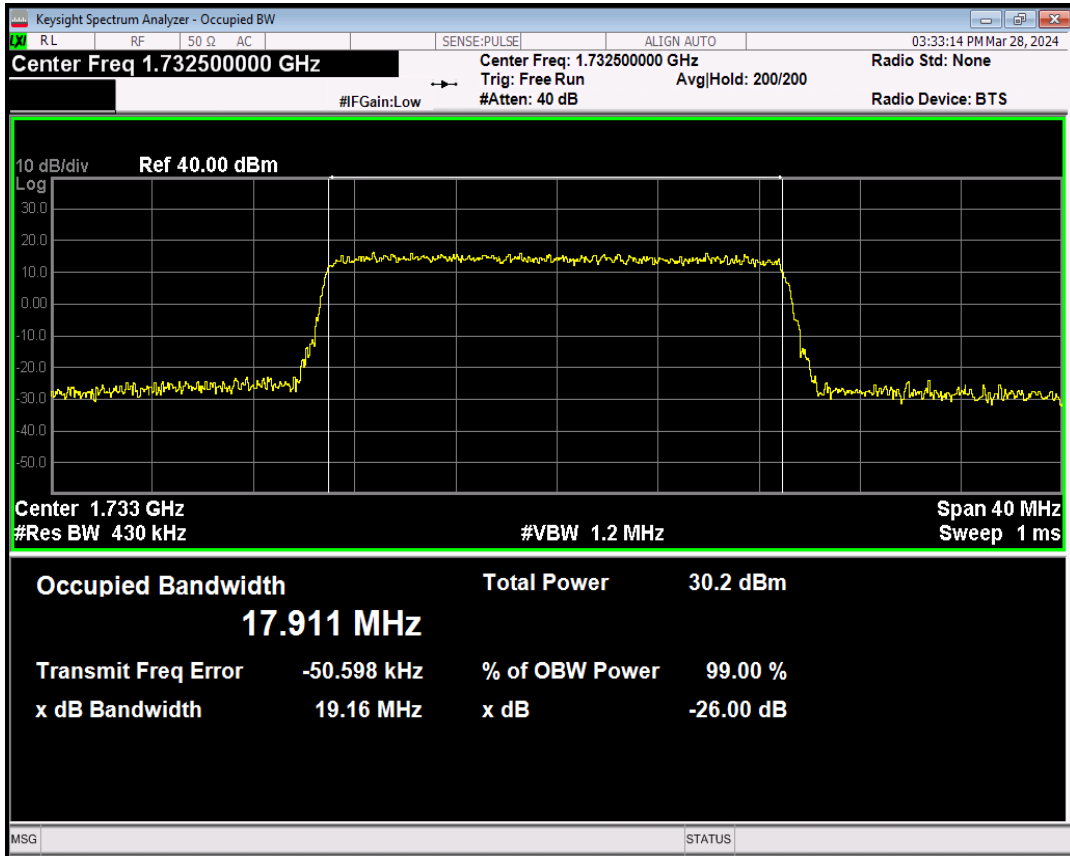 Keysight Spectrum Analyzer - Occupied BW
LXI RL RF 50 Ω AC SENSE:PULSE ALIGN AUTO 03:33:14 PM Mar 28, 2024
Center Freq 1.732500000 GHz Center Freq: 1.732500000 GHz Radio Std: None
Trig: Free Run Avg|Hold: 200/200
#IFGain:Low #Atten: 40 dB Radio Device: BTS
10 dB/div Ref 40.00 dBm
Log
30.0
20.0
10.0
0.00
-10.0
-20.0
-30.0
-40.0
-50.0
Center 1.733 GHz Span 40 MHz
#Res BW 430 kHz #VBW 1.2 MHz Sweep 1 ms
Occupied Bandwidth Total Power 30.2 dBm
17.911 MHz
Transmit Freq Error -50.598 kHz % of OBW Power 99.00 %
x dB Bandwidth 19.16 MHz x dB -26.00 dB
MSG STATUS